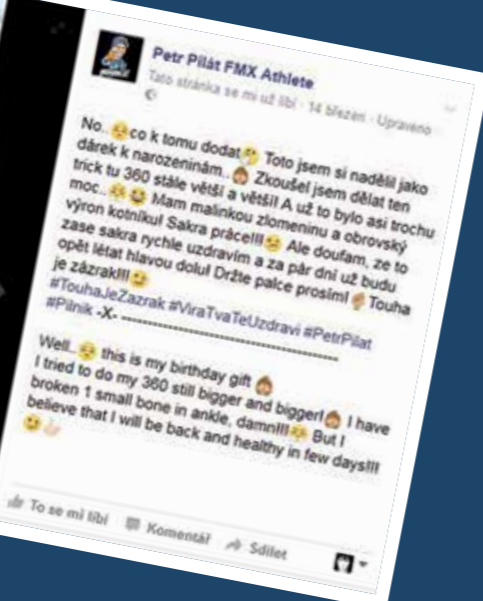 Petr Pilát FMX Athlete
Tato stránka se mi už líbí · 14 březen · Upraveno
No..🥺co k tomu dodat🤔 Toto jsem si nadělil jako
dárek k narozeninám..🙈 Zkoušel jsem dělat ten
trick tu 360 stále větší a větší! A už to bylo asi trochu
moc..🥺😄 Mam malinkou zlomeninu a obrovský
výron kotníku! Sakra práce!!!😟 Ale doufam, ze to
zase sakra rychle uzdravím a za pár dní už budu
opět létat hlavou dolu! Držte palce prosím!✌ Touha
je zázrak!!!🙂
#TouhaJeZazrak #ViraTvaTeUzdravi #PetrPilat
#Pilnik -X- --------------------------------------------
Well..🥺 this is my birthday gift 🙈
I tried to do my 360 still bigger and bigger!🙈 I have
broken 1 small bone in ankle, damn!!!🥺 But I
believe that I will be back and healthy in few days!!!
🙂👍
To se mi líbí Komentář Sdílet